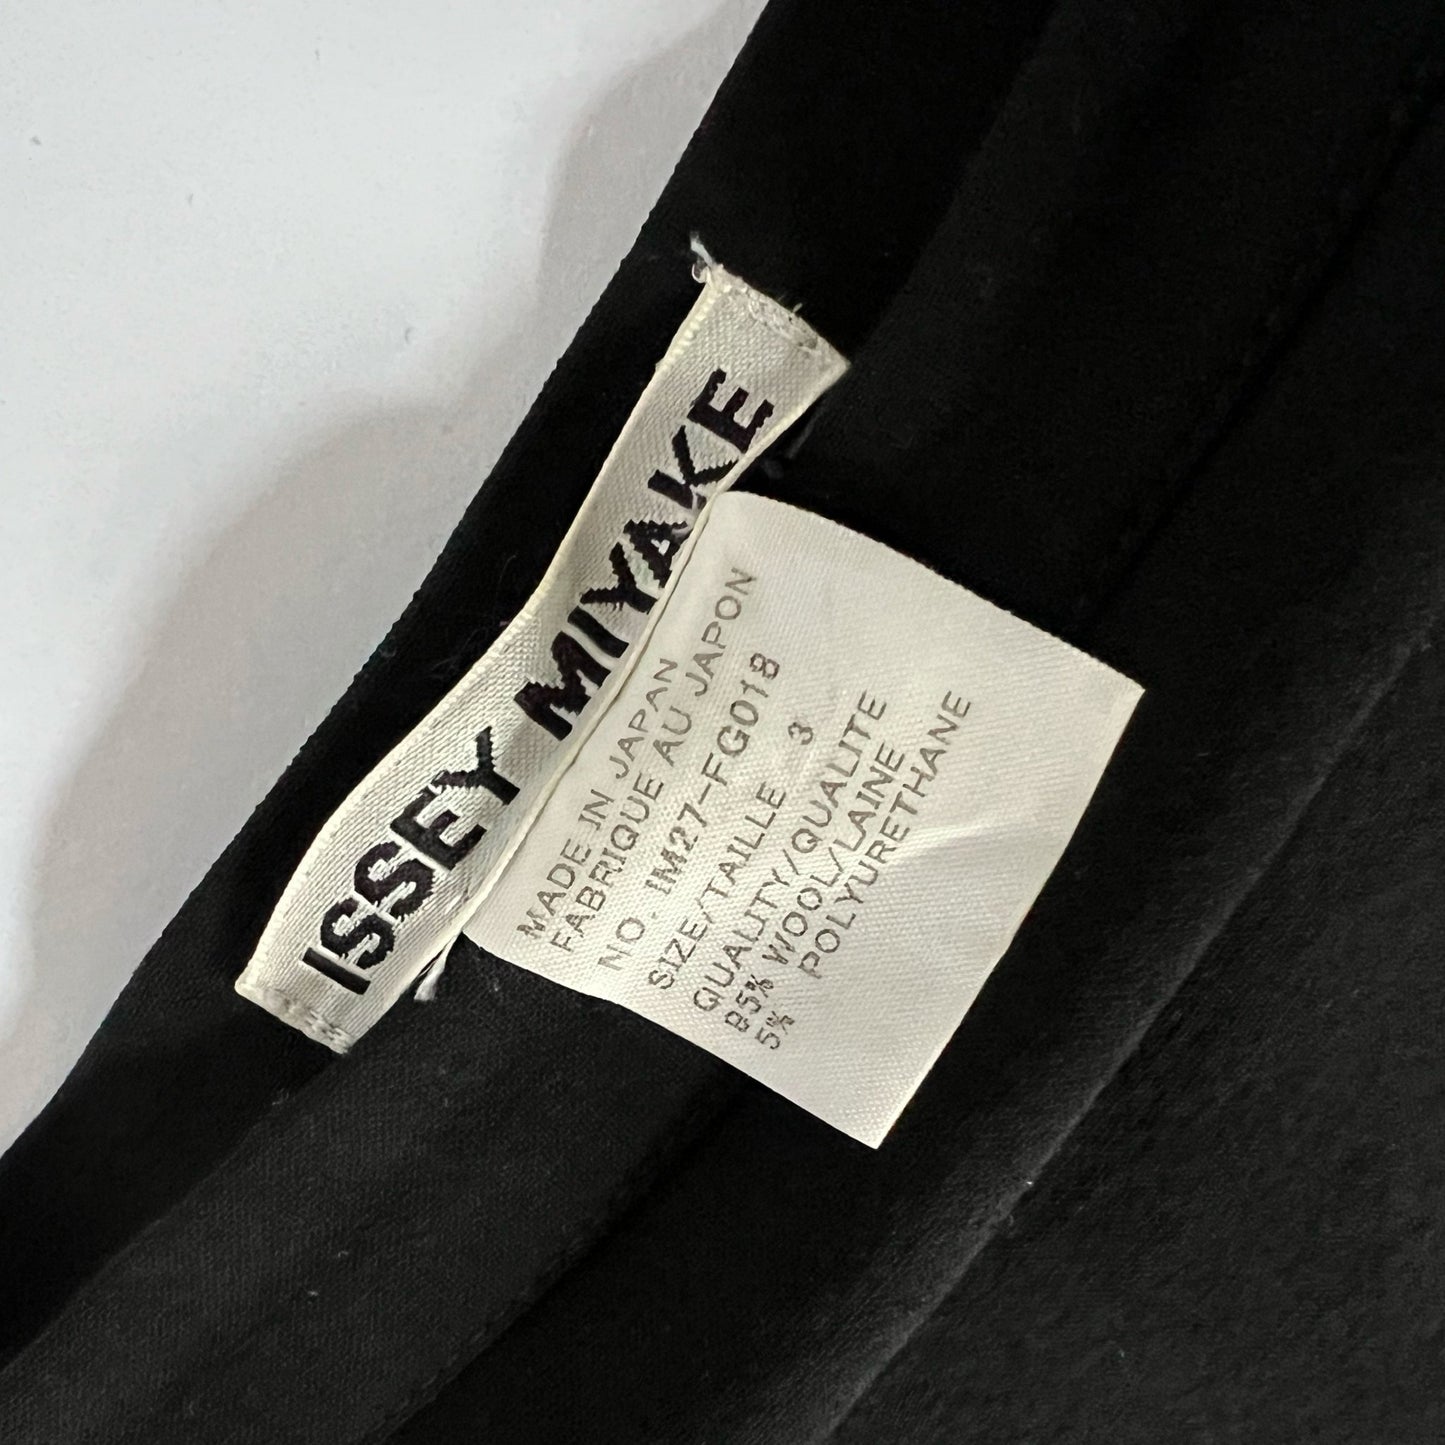 ISSEY MIYAKE
MADE IN JAPAN
FABRIQUE AU JAPON
NO. IM27-FG018
SIZE/TAILLE 3
QUALITY/QUALITE
95% WOOL/LAINE
5% POLYURETHANE